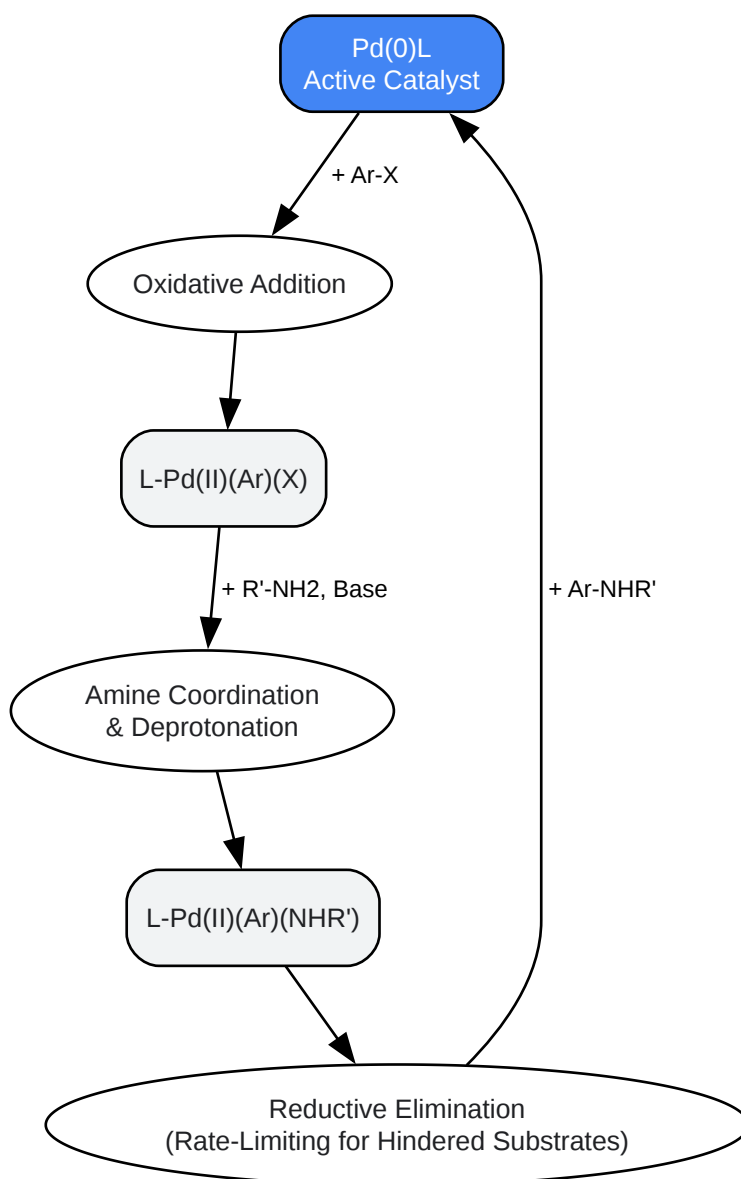 Pd(0)L
Active Catalyst
+ Ar-X
Oxidative Addition
L-Pd(II)(Ar)(X)
+ R'-NH2, Base
+ Ar-NHR'
Amine Coordination
& Deprotonation
L-Pd(II)(Ar)(NHR')
Reductive Elimination
(Rate-Limiting for Hindered Substrates)